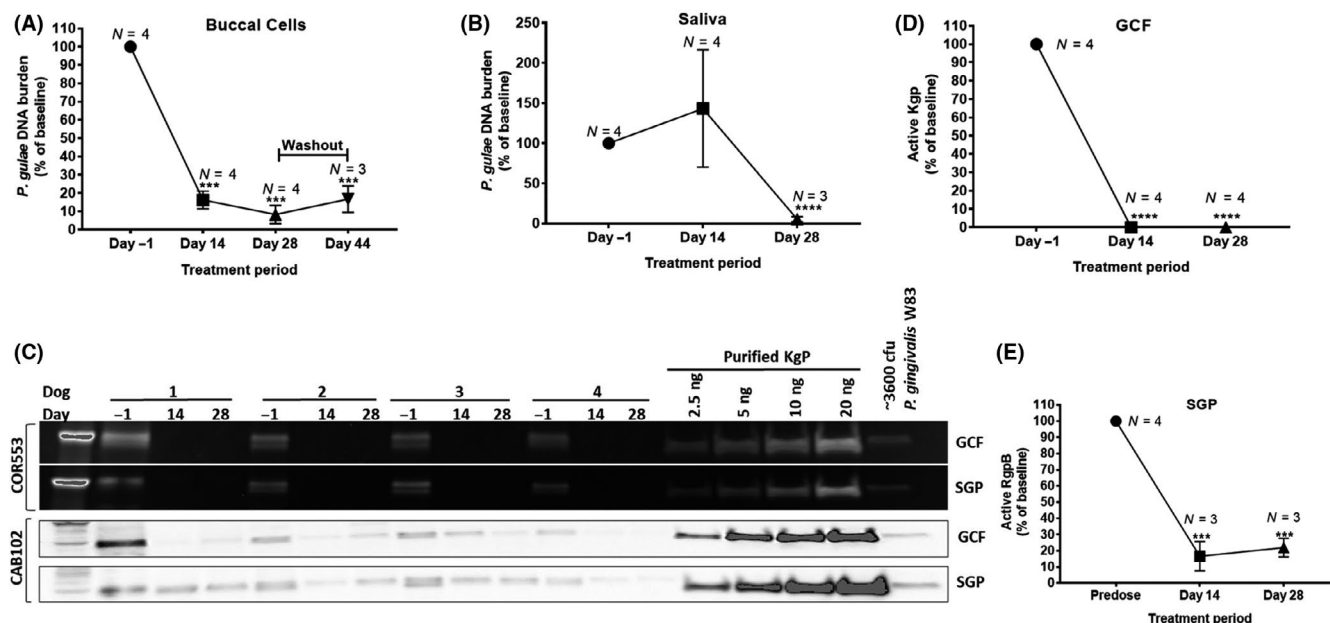 (A)
Buccal Cells
P. gulae DNA burden
(% of baseline)
110
100
90
80
70
60
50
40
30
20
10
0
N = 4
N = 4
***
N = 4
***
Washout
N = 3
***
Day −1
Day 14
Day 28
Day 44
Treatment period
(B)
Saliva
P. gulae DNA burden
(% of baseline)
250
200
150
100
50
0
N = 4
N = 4
N = 3
****
Day −1
Day 14
Day 28
Treatment period
(D)
GCF
Active Kgp
(% of baseline)
110
100
90
80
70
60
50
40
30
20
10
0
N = 4
N = 4
****
N = 4
****
Day −1
Day 14
Day 28
Treatment period
(C)
Purified KgP
2.5 ng
5 ng
10 ng
20 ng
~3600 cfu
P. gingivalis W83
Dog
1
2
3
4
Day
−1 14 28
−1 14 28
−1 14 28
−1 14 28
COR553
GCF
SGP
CAB102
GCF
SGP
(E)
SGP
Active RgpB
(% of baseline)
110
100
90
80
70
60
50
40
30
20
10
0
N = 4
N = 3
***
N = 3
***
Predose
Day 14
Day 28
Treatment period